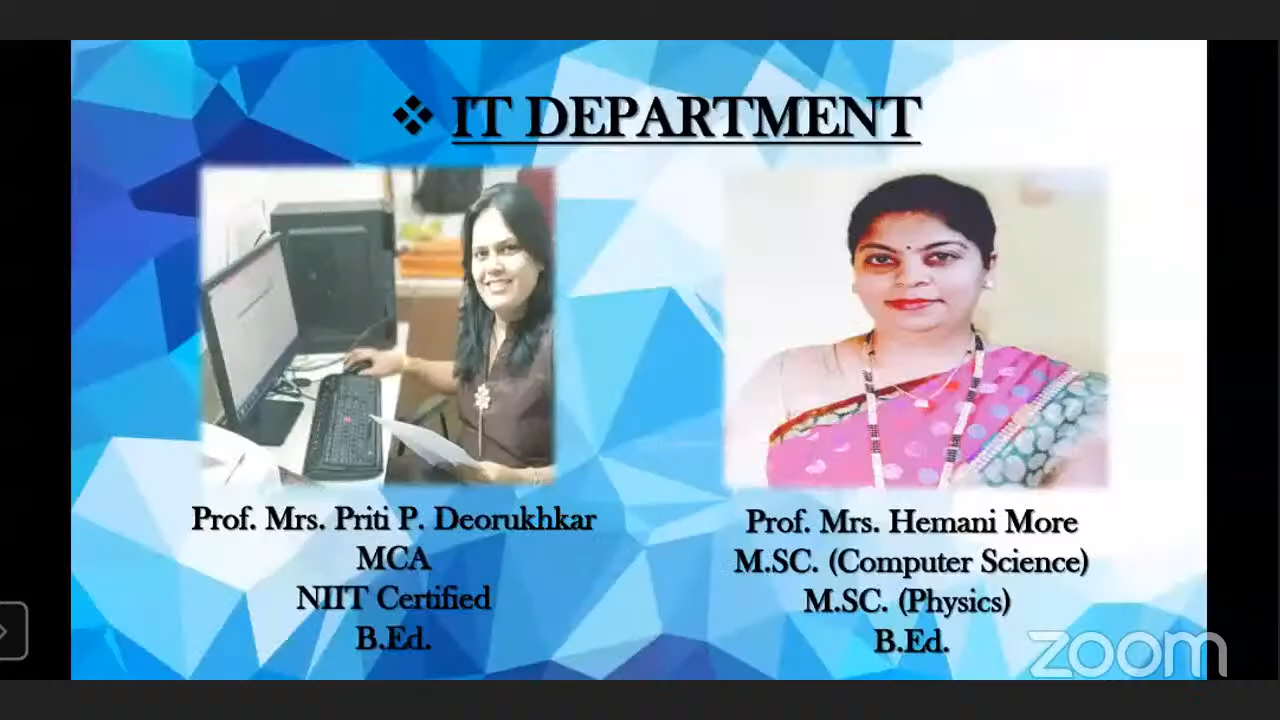 ❖ IT DEPARTMENT
Prof. Mrs. Priti P. Deorukhkar
MCA
NIIT Certified
B.Ed.
Prof. Mrs. Hemani More
M.SC. (Computer Science)
M.SC. (Physics)
B.Ed.
zoom